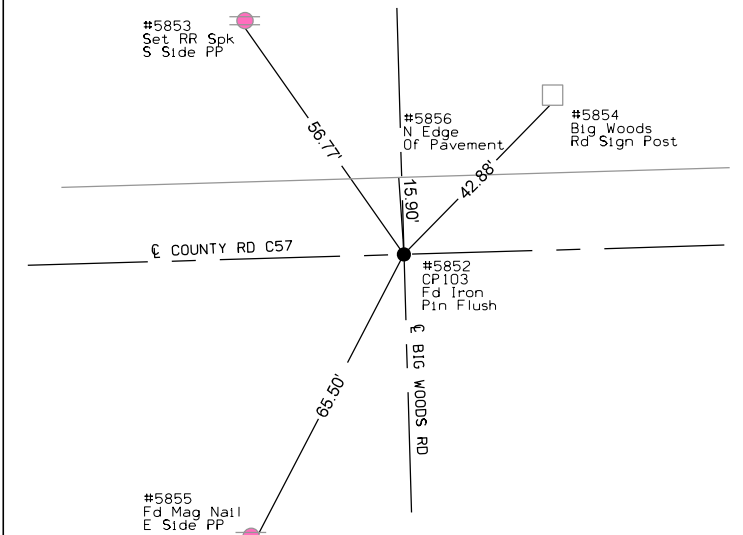 #5853
Set RR Spk
S Side PP
56.77'
#5856
N Edge
Of Pavement
#5854
Big Woods
Rd Sign Post
42.88'
15.90'
℄ COUNTY RD C57
#5852
CP103
Fd Iron
Pin Flush
℄ BIG WOODS RD
65.50'
#5855
Fd Mag Nail
E Side PP